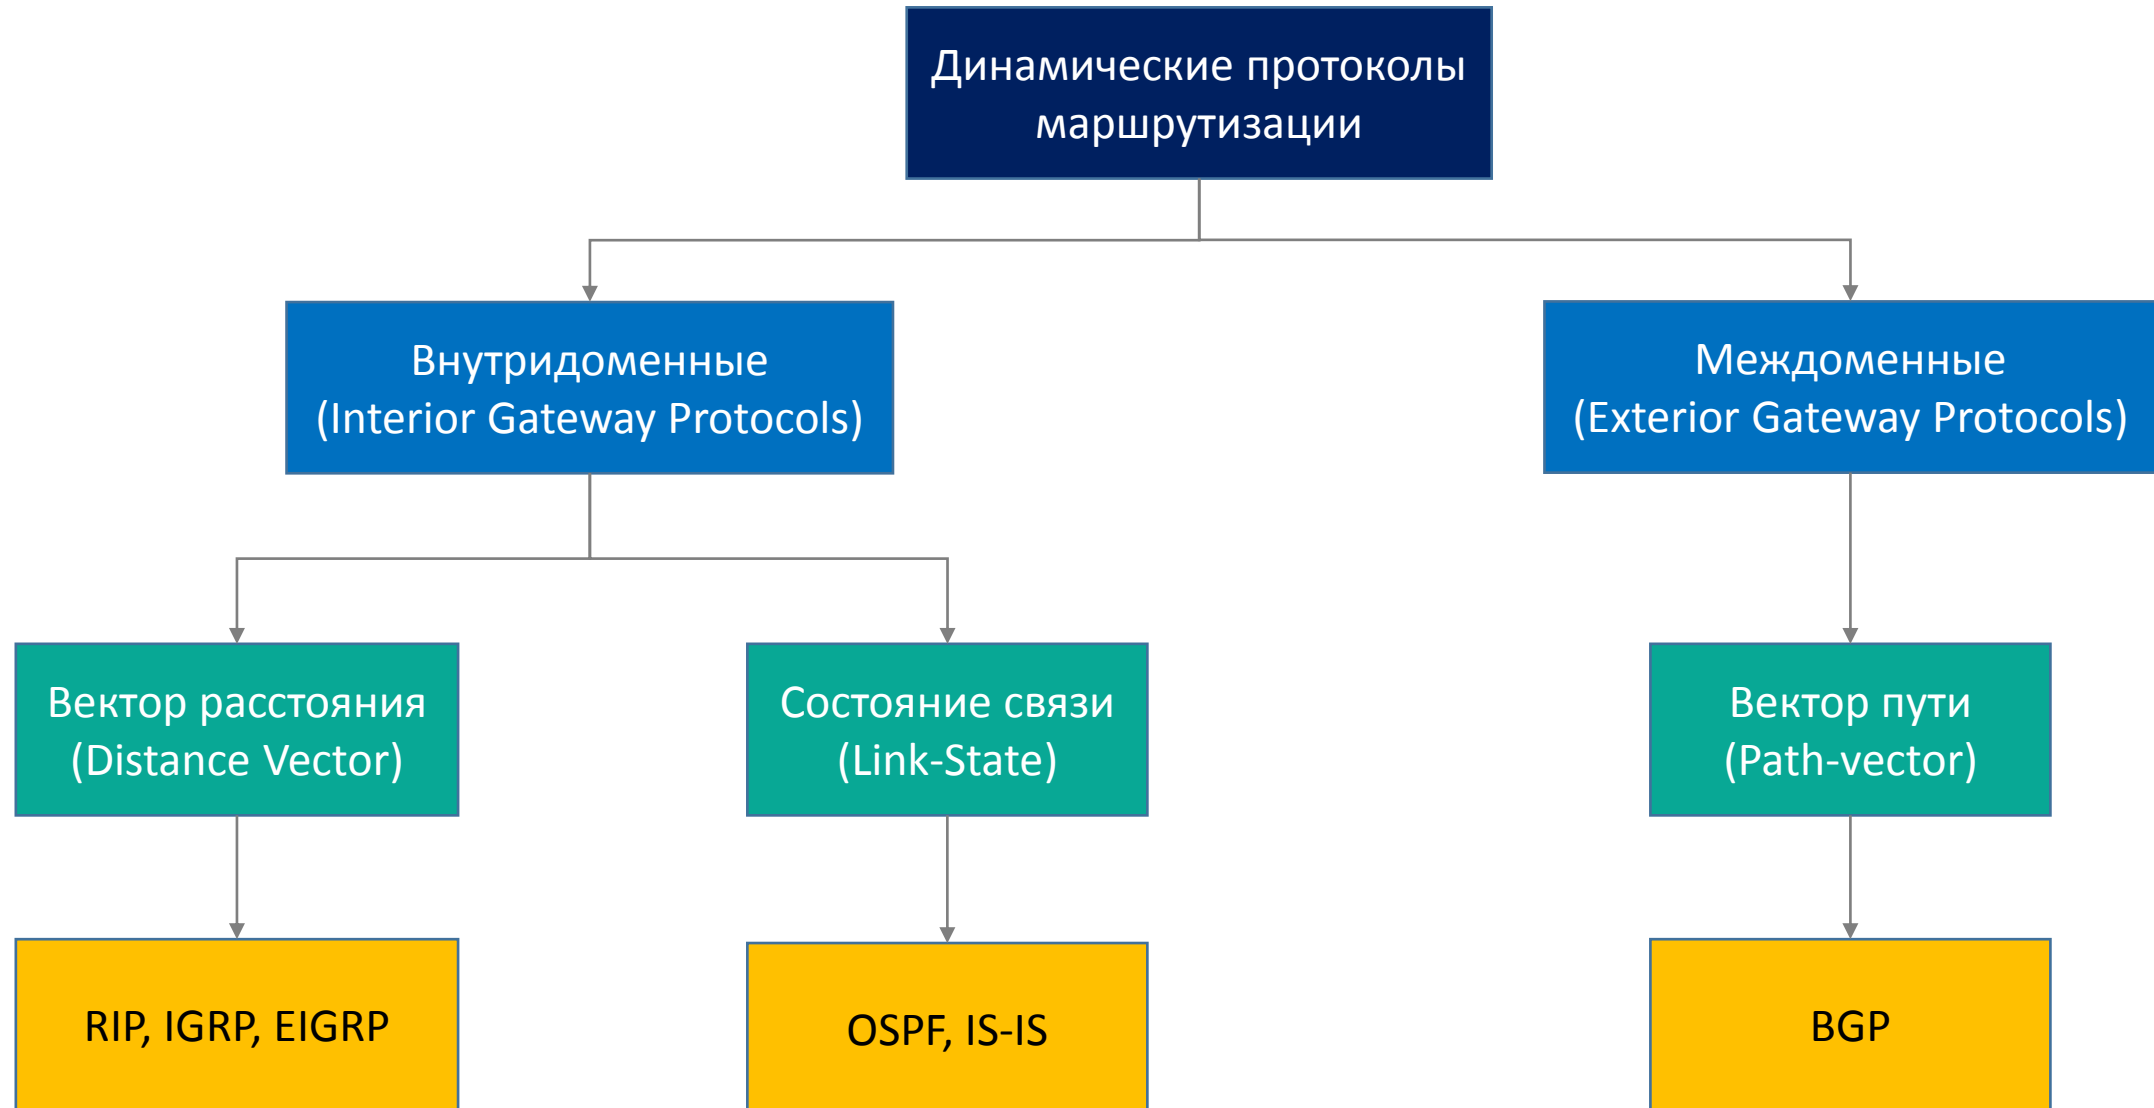 Динамические протоколы
маршрутизации
Внутридоменные
(Interior Gateway Protocols)
Междоменные
(Exterior Gateway Protocols)
Вектор расстояния
(Distance Vector)
Состояние связи
(Link-State)
Вектор пути
(Path-vector)
RIP, IGRP, EIGRP
OSPF, IS-IS
BGP